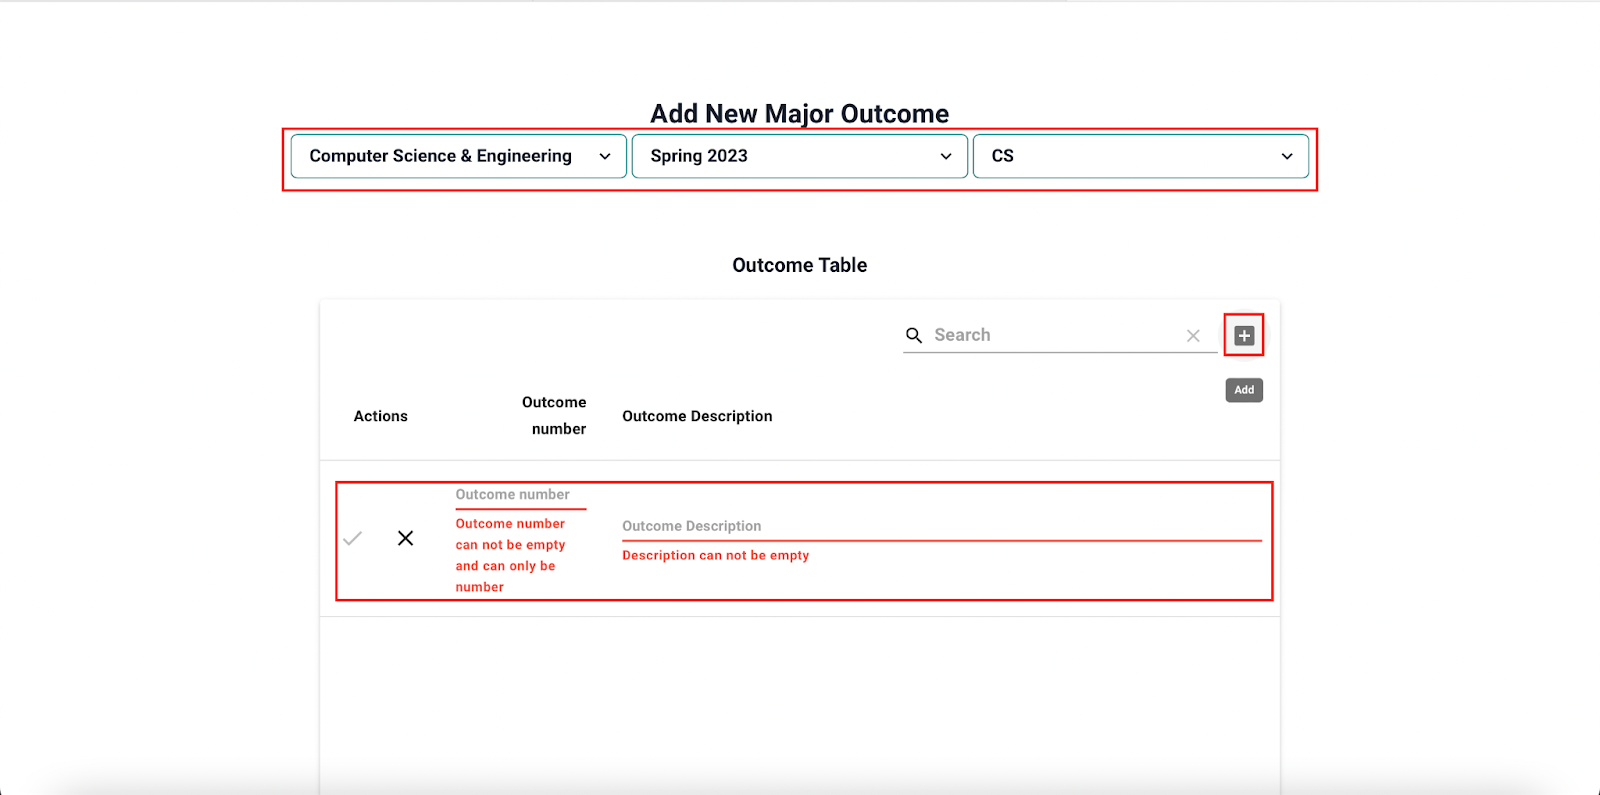 Add New Major Outcome
Computer Science & Engineering
Spring 2023
CS
Outcome Table
Search
Add
Actions
Outcome
number
Outcome Description
Outcome number
Outcome number
can not be empty
and can only be
number
Outcome Description
Description can not be empty